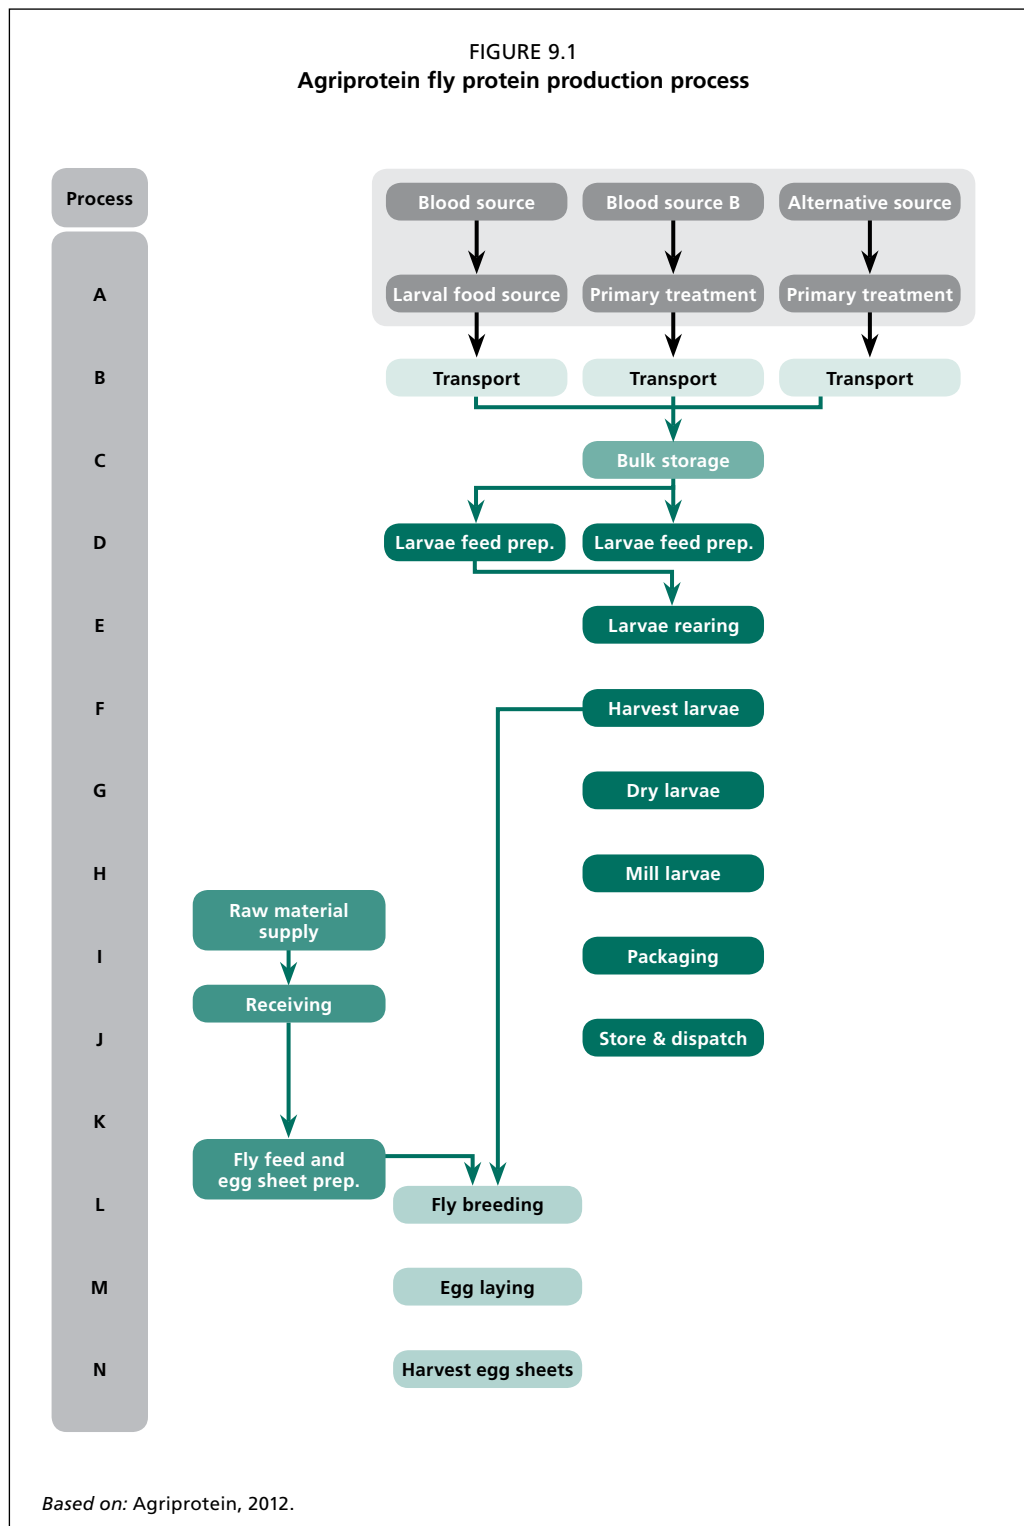 FIGURE 9.1
Agriprotein fly protein production process
Process
Blood source
Blood source B
Alternative source
A
Larval food source
Primary treatment
Primary treatment
B
Transport
Transport
Transport
C
Bulk storage
D
Larvae feed prep.
Larvae feed prep.
E
Larvae rearing
F
Harvest larvae
G
Dry larvae
H
Mill larvae
Raw material
supply
I
Packaging
Receiving
J
Store & dispatch
K
Fly feed and
egg sheet prep.
L
Fly breeding
M
Egg laying
N
Harvest egg sheets
Based on: Agriprotein, 2012.